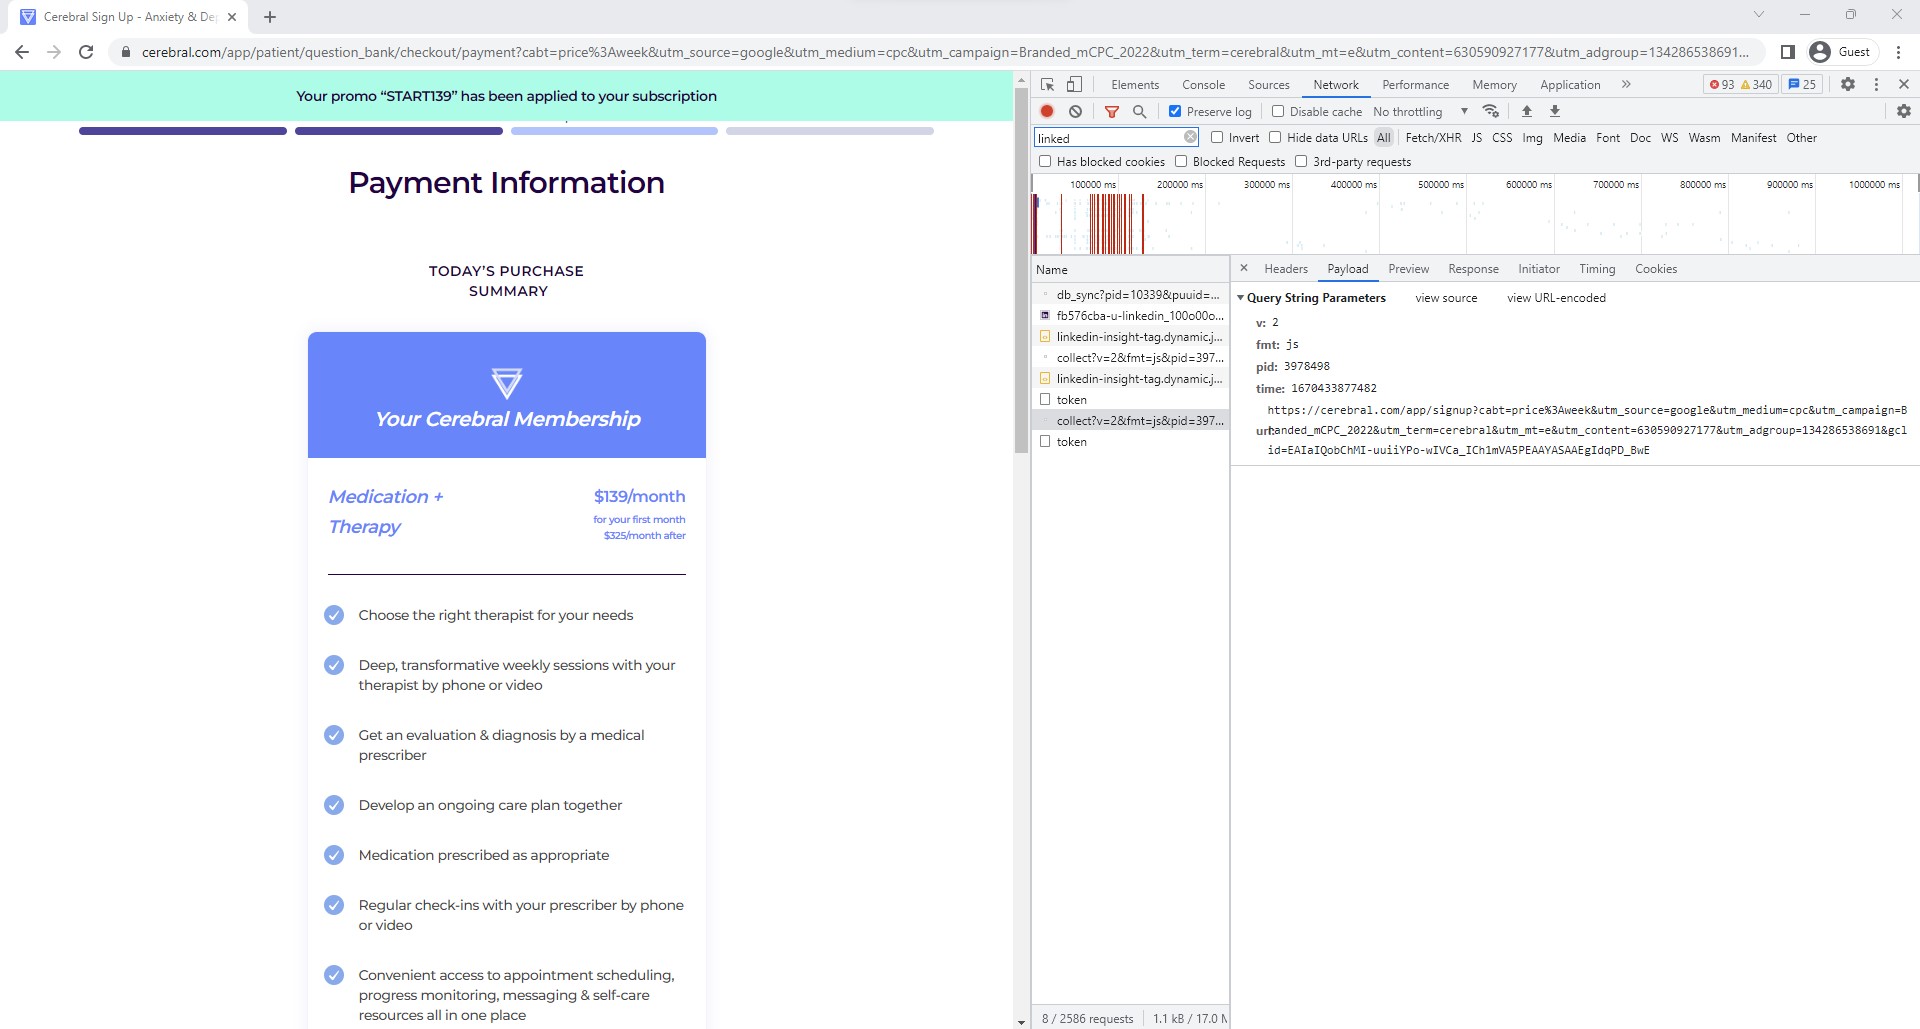 Cerebral Sign Up - Anxiety & De
cerebral.com/app/patient/question_bank/checkout/payment?cabt=price%3Aweek&utm_source=google&utm_medium=cpc&utm_campaign=Branded_mCPC_2022&utm_term=cerebral&utm_mt=e&utm_content=630590927177&utm_adgroup=134286538691...
Guest
Your promo “START139” has been applied to your subscription
Payment Information
TODAY’S PURCHASE
SUMMARY
Your Cerebral Membership
Medication +
Therapy
$139/month
for your first month
$325/month after
Choose the right therapist for your needs
Deep, transformative weekly sessions with your
therapist by phone or video
Get an evaluation & diagnosis by a medical
prescriber
Develop an ongoing care plan together
Medication prescribed as appropriate
Regular check-ins with your prescriber by phone
or video
Convenient access to appointment scheduling,
progress monitoring, messaging & self-care
resources all in one place
Elements Console Sources Network Performance Memory Application 93 340 25
Preserve log Disable cache No throttling
linked Invert Hide data URLs All Fetch/XHR JS CSS Img Media Font Doc WS Wasm Manifest Other
Has blocked cookies Blocked Requests 3rd-party requests
100000 ms 200000 ms 300000 ms 400000 ms 500000 ms 600000 ms 700000 ms 800000 ms 900000 ms 1000000 ms
Name
db_sync?pid=10339&puuid=...
fb576cba-u-linkedin_100o00o...
linkedin-insight-tag.dynamic.j...
collect?v=2&fmt=js&pid=397...
linkedin-insight-tag.dynamic.j...
token
collect?v=2&fmt=js&pid=397...
token
8 / 2586 requests 1.1 kB / 17.0 M
Headers Payload Preview Response Initiator Timing Cookies
Query String Parameters view source view URL-encoded
v: 2
fmt: js
pid: 3978498
time: 1670433877482
https://cerebral.com/app/signup?cabt=price%3Aweek&utm_source=google&utm_medium=cpc&utm_campaign=B
url: randed_mCPC_2022&utm_term=cerebral&utm_mt=e&utm_content=630590927177&utm_adgroup=134286538691&gcl
id=EAIaIQobChMI-uuiiYPo-wIVCa_ICh1mVA5PEAAYASAAEgIdqPD_BwE